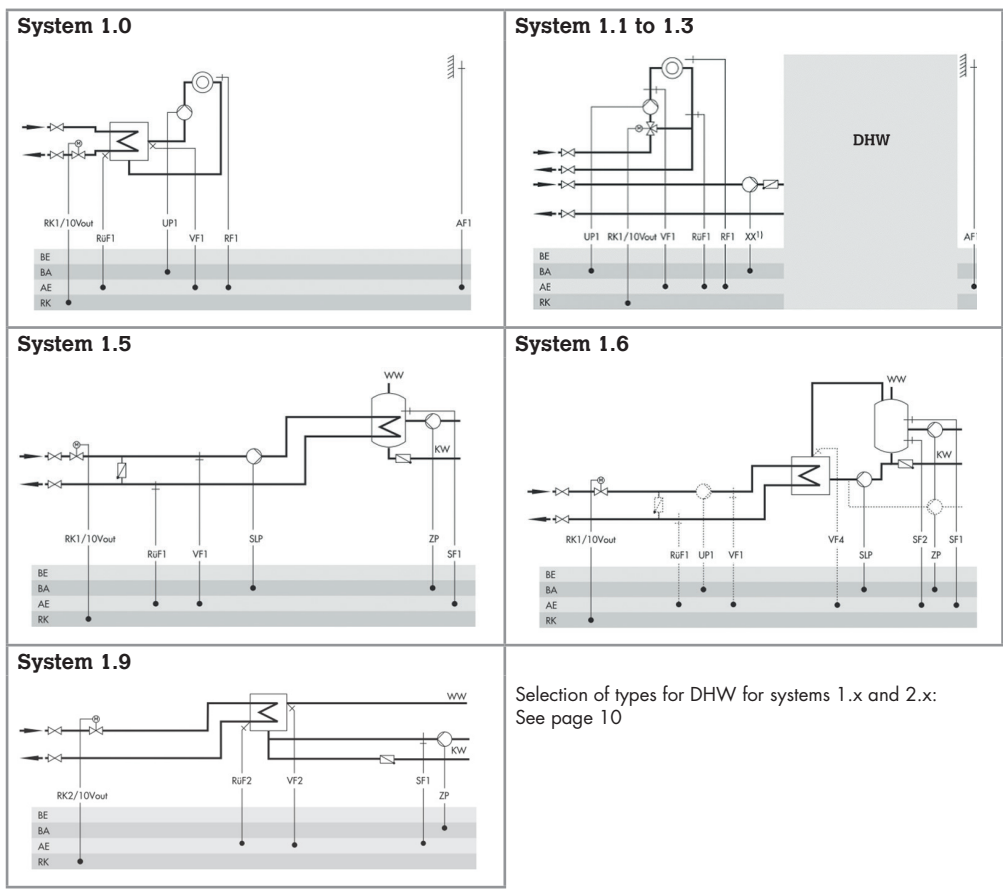 System 1.0
M
RK1/10Vout
UP1
AF1
RüF1
VF1
RF1
BE
BA
AE
RK
System 1.1 to 1.3
M
DHW
UP1 RK1/10Vout VF1 RüF1 RF1 XX1)
AF
BE
BA
AE
RK
System 1.5
WW
M
KW
RK1/10Vout
SLP
ZP
RüF1
VF1
SF1
BE
BA
AE
RK
System 1.6
WW
M
KW
RK1/10Vout
VF4
SF2
SF1
RüF1 UP1 VF1
SLP
ZP
BE
BA
AE
RK
System 1.9
WW
M
KW
RüF2
VF2
SF1
RK2/10Vout
ZP
BE
BA
AE
RK
Selection of types for DHW for systems 1.x and 2.x:
See page 10